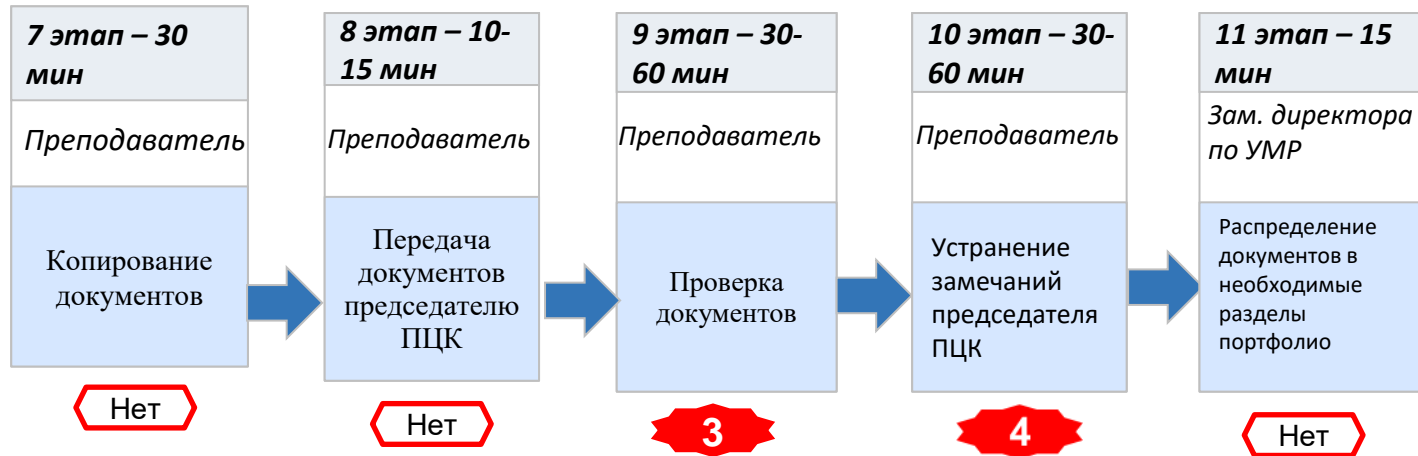 7 этап – 30
мин
Преподаватель
Копирование
документов
Нет
8 этап – 10-
15 мин
Преподаватель
Передача
документов
председателю
ПЦК
Нет
9 этап – 30-
60 мин
Преподаватель
Проверка
документов
3
10 этап – 30-
60 мин
Преподаватель
Устранение
замечаний
председателя
ПЦК
4
11 этап – 15
мин
Зам. директора
по УМР
Распределение
документов в
необходимые
разделы
портфолио
Нет